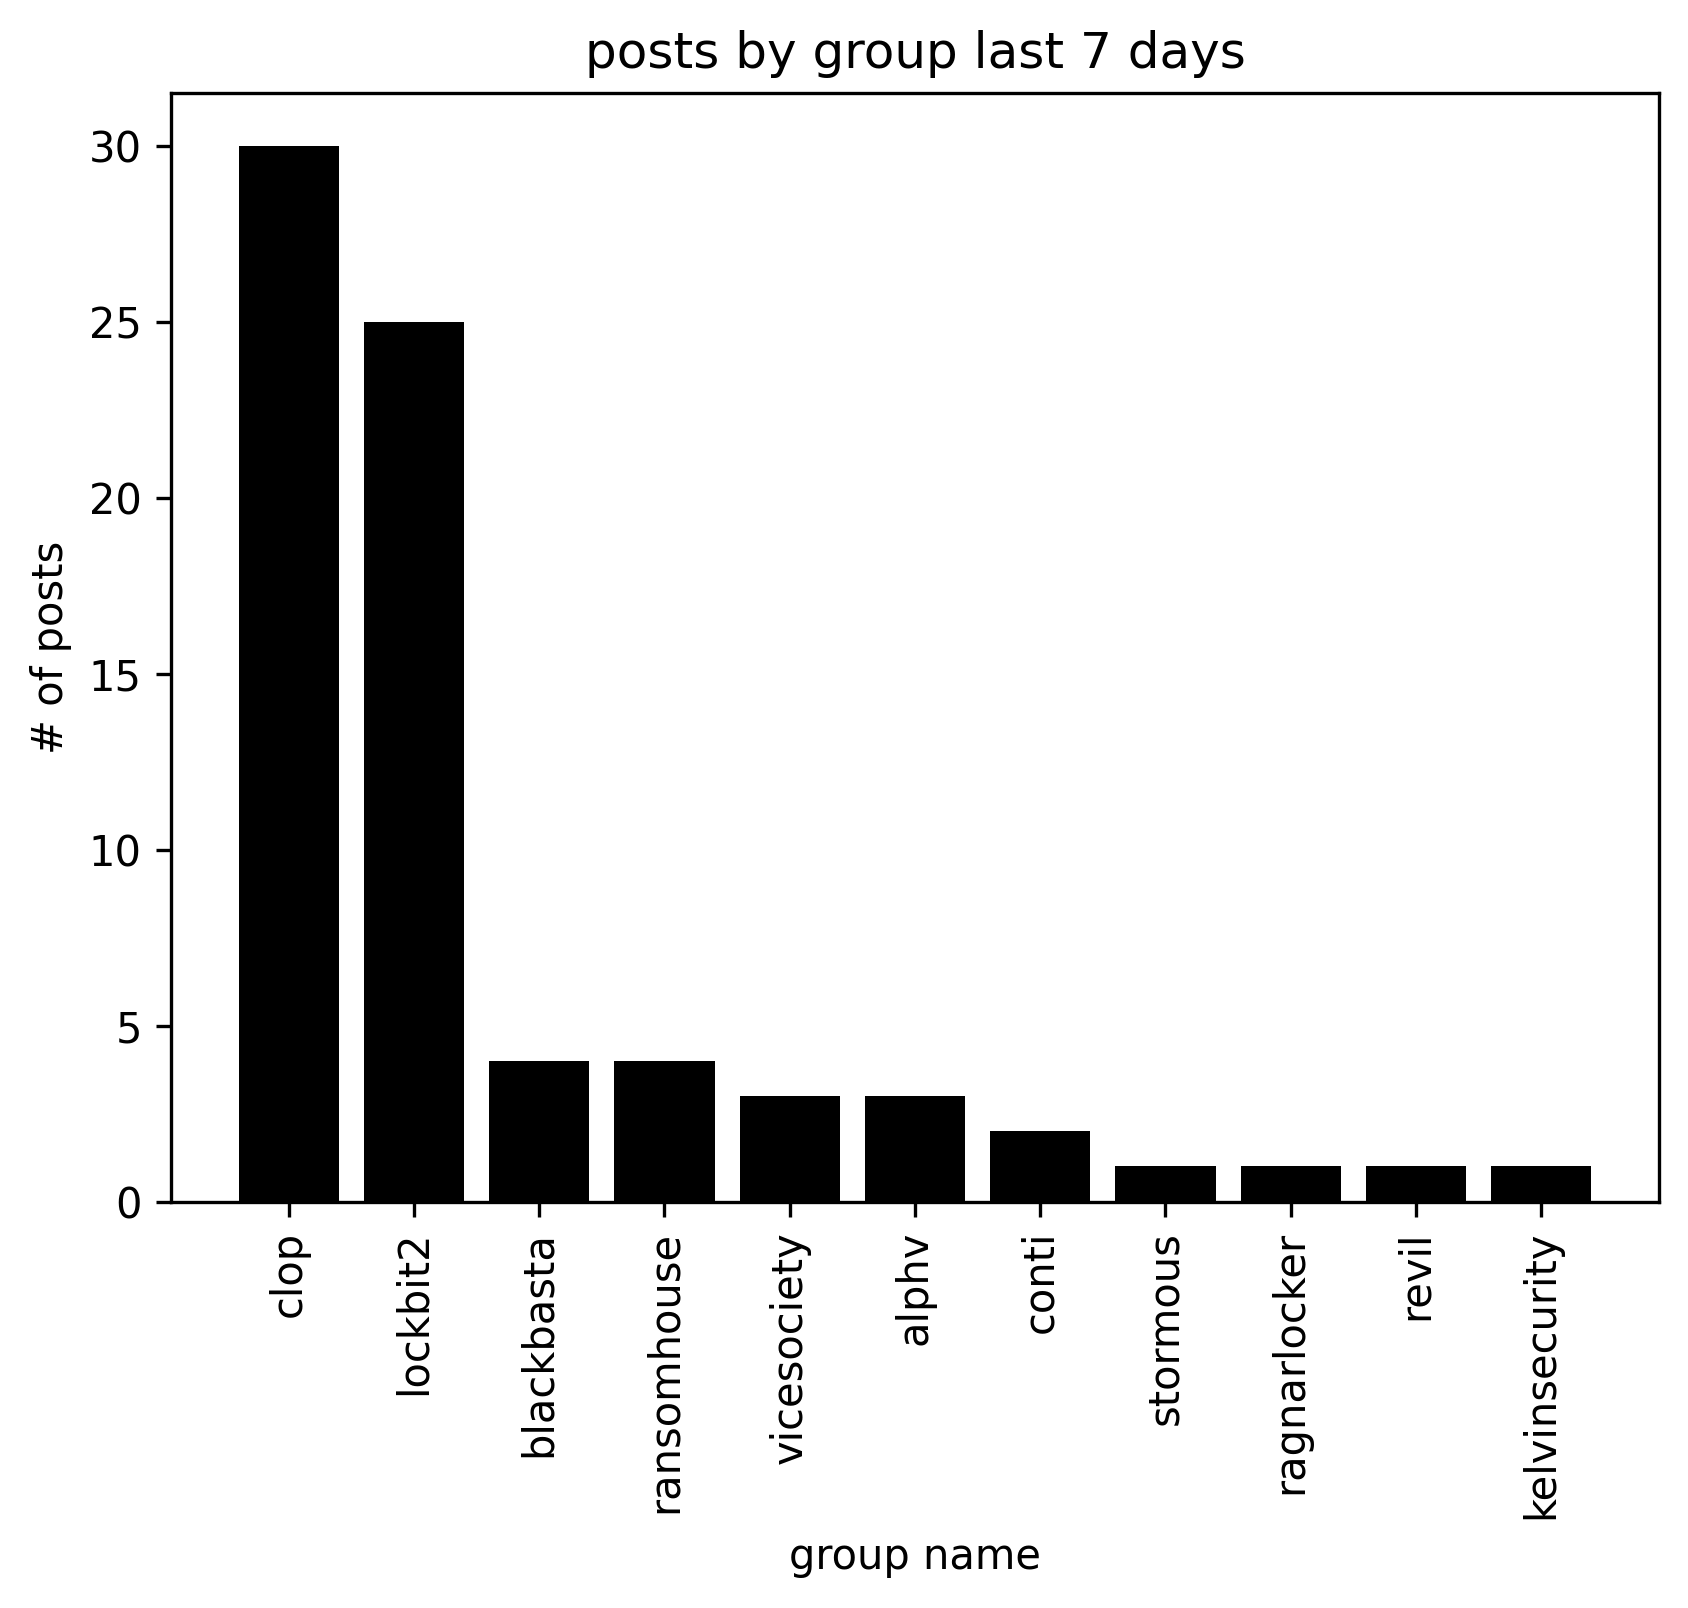 posts by group last 7 days
# of posts
30
25
20
15
10
5
0
clop
lockbit2
blackbasta
ransomhouse
vicesociety
alphv
conti
stormous
ragnarlocker
revil
kelvinsecurity
group name